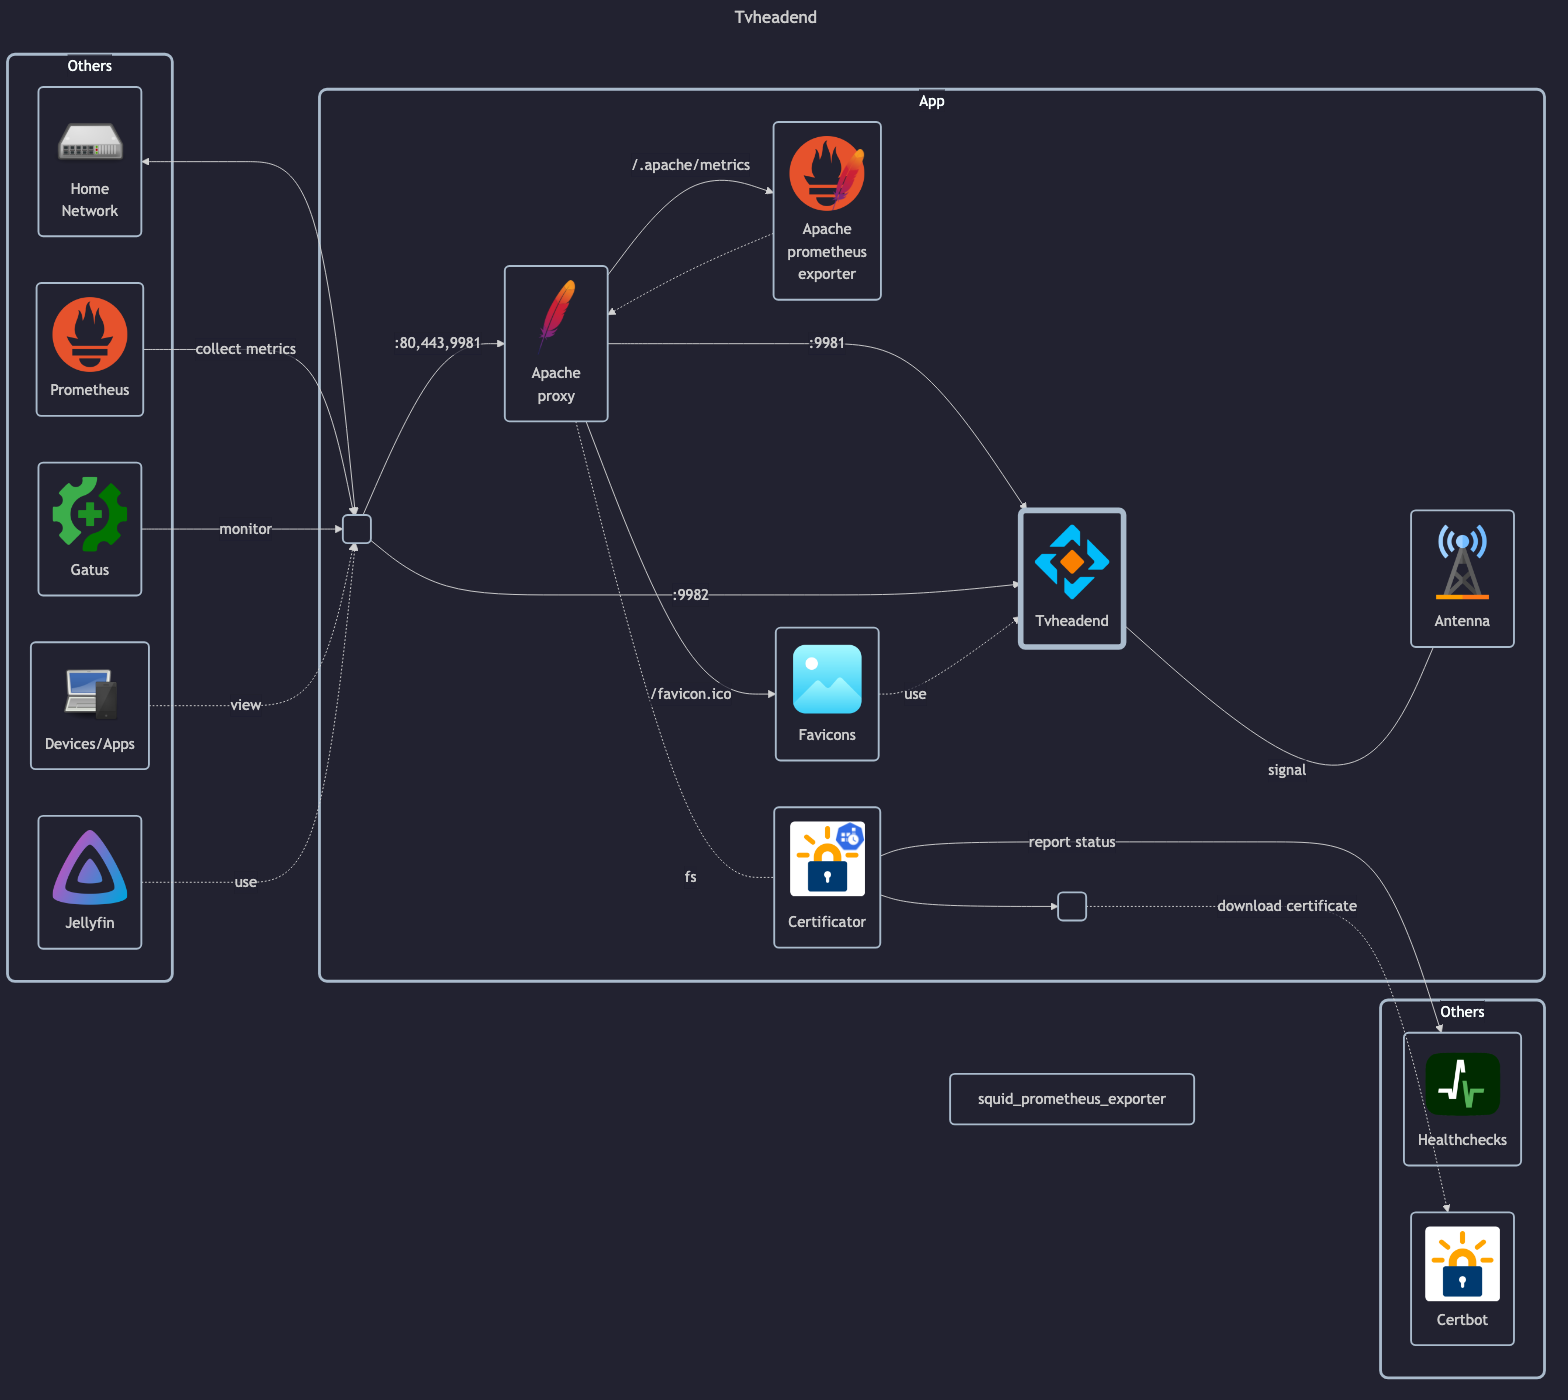 Tvheadend
Others
Home
Network
Prometheus
Gatus
Devices/Apps
Jellyfin
collect metrics
monitor
view
use
App
/.apache/metrics
Apache
prometheus
exporter
:80,443,9981
Apache
proxy
:9981
:9982
Tvheadend
Antenna
/favicon.ico
Favicons
use
signal
fs
Certificator
report status
download certificate
Others
Healthchecks
Certbot
squid_prometheus_exporter